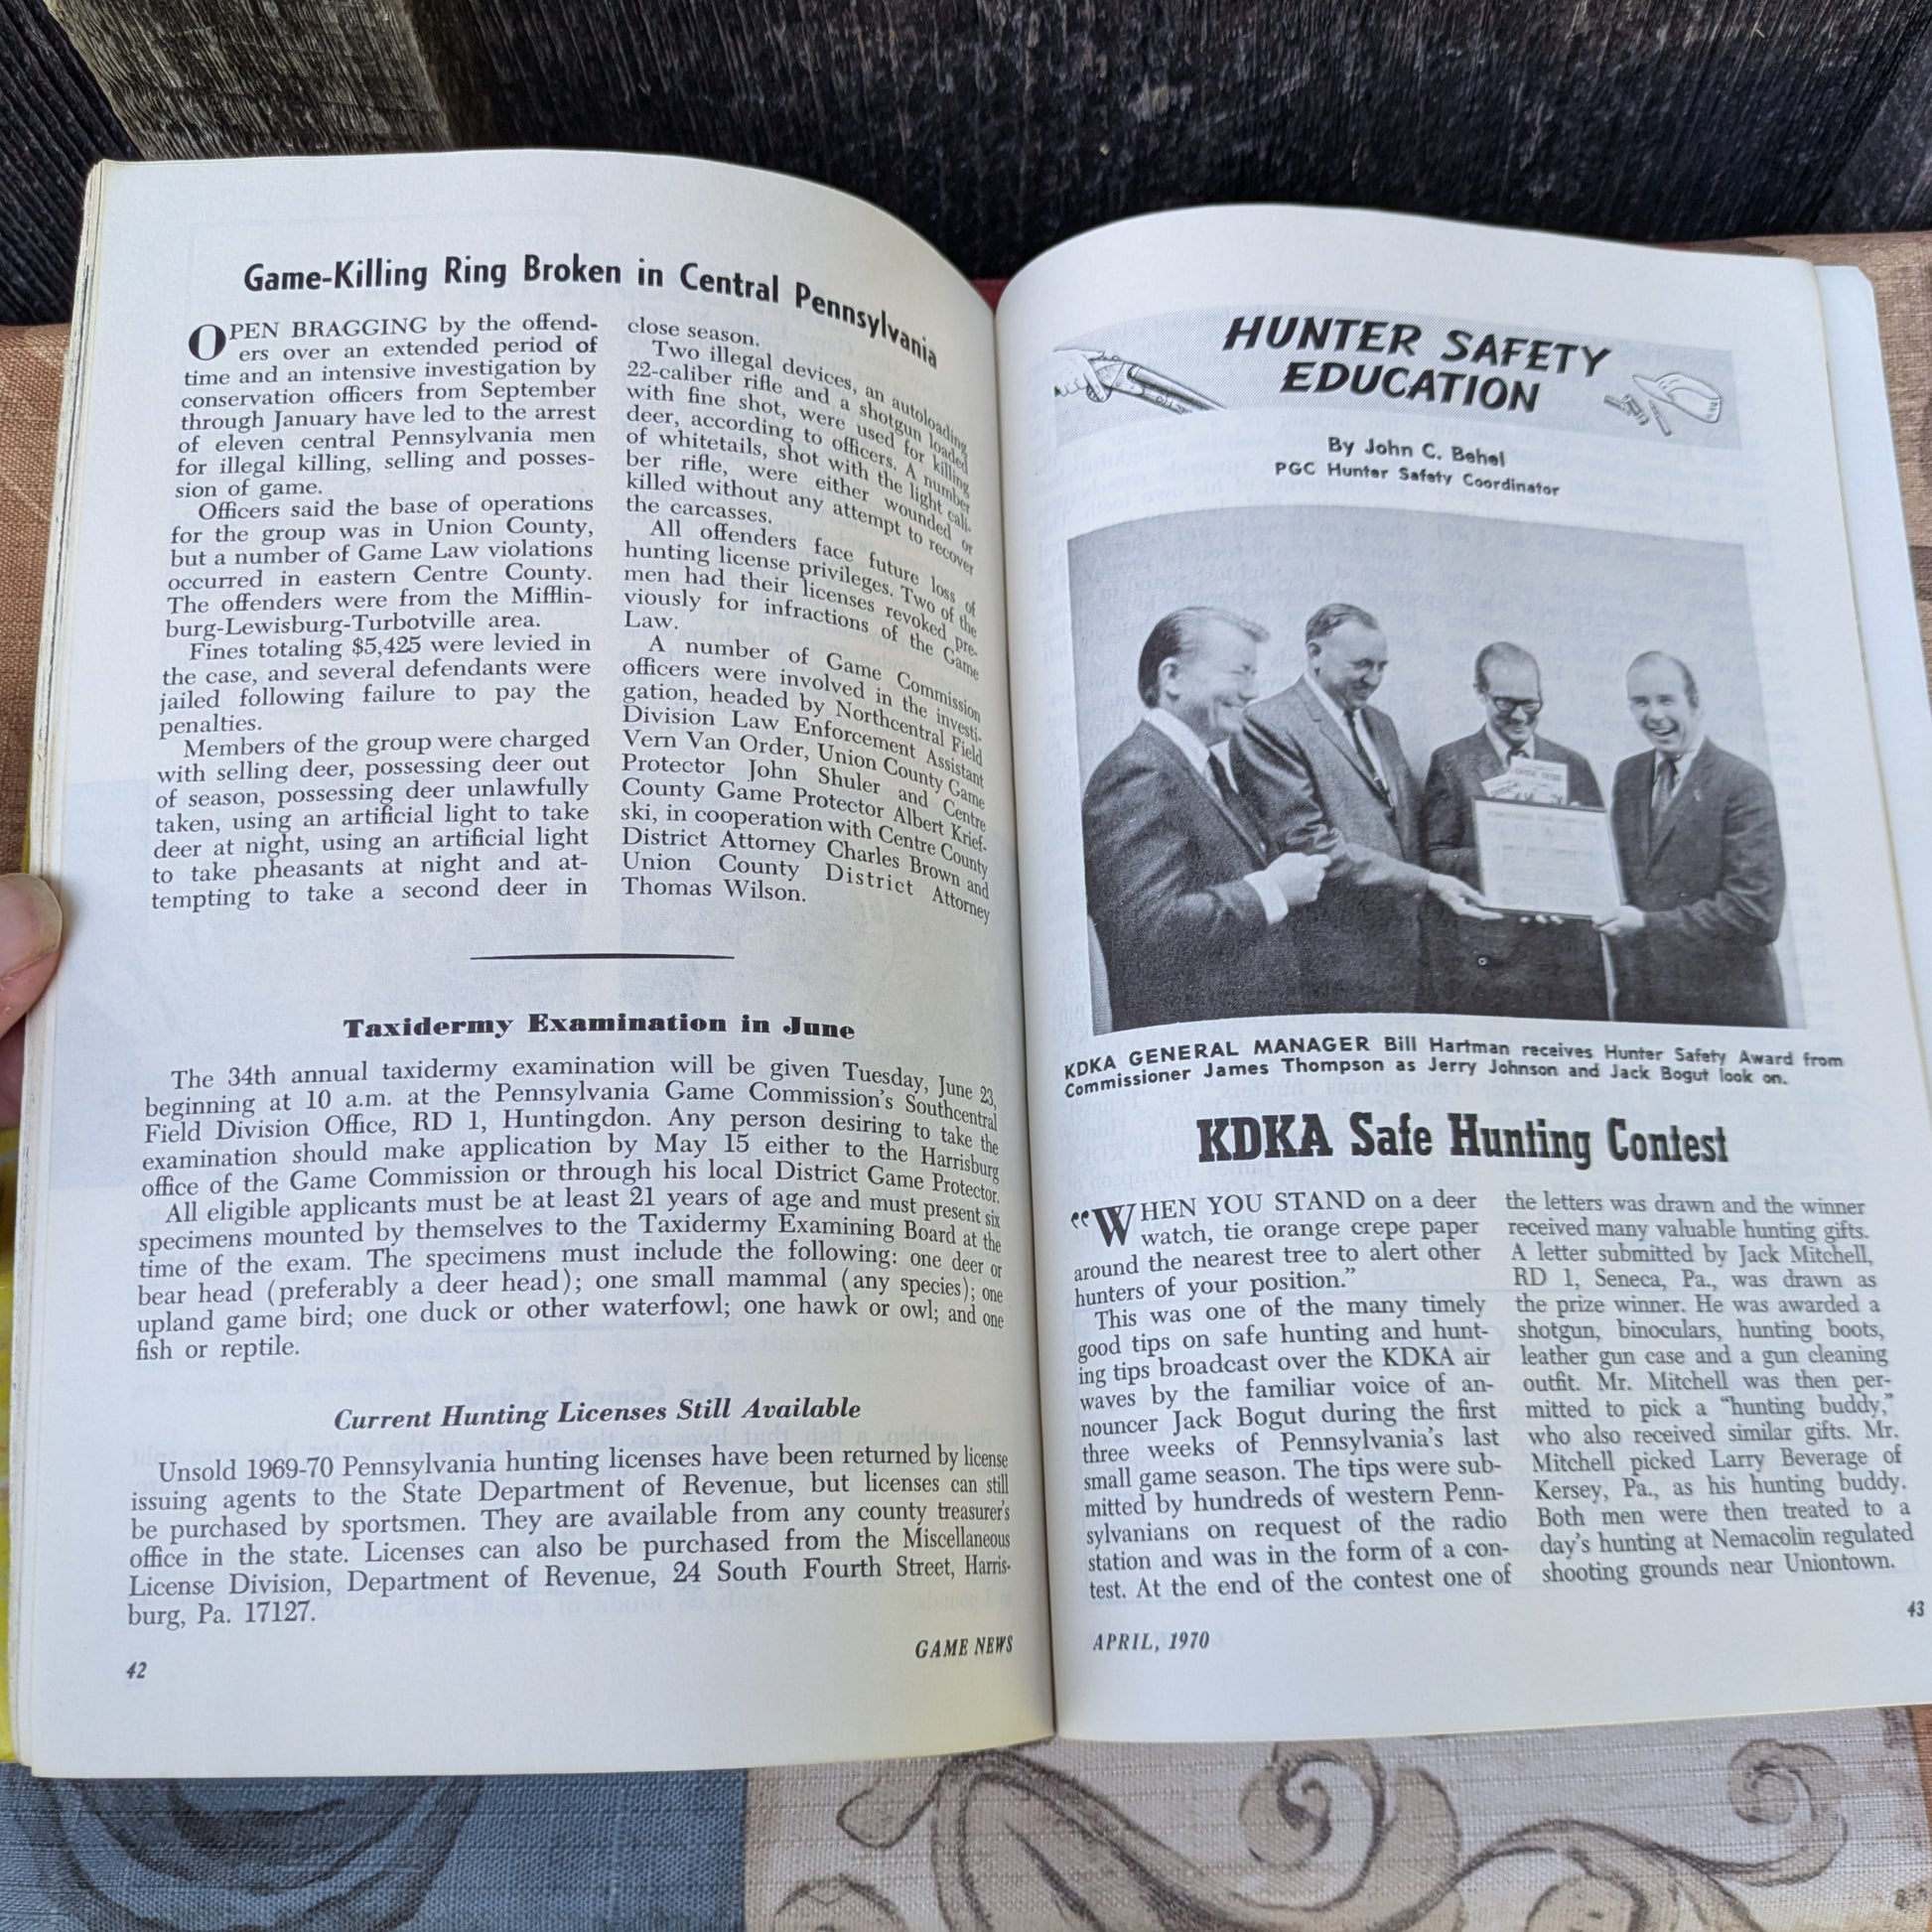 Game-Killing Ring Broken in Central Pennsylvania
OPEN BRAGGING by the offend-
ers over an extended period of
time and an intensive investigation by
conservation officers from September
through January have led to the arrest
of eleven central Pennsylvania men
for illegal killing, selling and posses-
sion of game.
Officers said the base of operations
for the group was in Union County,
but a number of Game Law violations
occurred in eastern Centre County.
The offenders were from the Mifflin-
burg-Lewisburg-Turbotville area.
Fines totaling $5,425 were levied in
the case, and several defendants were
jailed following failure to pay the
penalties.
Members of the group were charged
with selling deer, possessing deer out
of season, possessing deer unlawfully
taken, using an artificial light to take
deer at night, using an artificial light
to take pheasants at night and at-
tempting to take a second deer in
close season.
Two illegal devices, an autoloading
22-caliber rifle and a shotgun loaded
with fine shot, were used for killing
deer, according to officers. A number
of whitetails, shot with the light cali-
ber rifle, were either wounded or
killed without any attempt to recover
the carcasses.
All offenders face future loss of
hunting license privileges. Two of the
men had their licenses revoked pre-
viously for infractions of the Game
Law.
A number of Game Commission
officers were involved in the investi-
gation, headed by Northcentral Field
Division Law Enforcement Assistant
Vern Van Order, Union County Game
Protector John Shuler and Centre
County Game Protector Albert Krief-
ski, in cooperation with Centre County
District Attorney Charles Brown and
Union County District Attorney
Thomas Wilson.
Taxidermy Examination in June
The 34th annual taxidermy examination will be given Tuesday, June 23,
beginning at 10 a.m. at the Pennsylvania Game Commission's Southcentral
Field Division Office, RD 1, Huntingdon. Any person desiring to take the
examination should make application by May 15 either to the Harrisburg
office of the Game Commission or through his local District Game Protector.
All eligible applicants must be at least 21 years of age and must present six
specimens mounted by themselves to the Taxidermy Examining Board at the
time of the exam. The specimens must include the following: one deer or
bear head (preferably a deer head); one small mammal (any species); one
upland game bird; one duck or other waterfowl; one hawk or owl; and one
fish or reptile.
Current Hunting Licenses Still Available
Unsold 1969-70 Pennsylvania hunting licenses have been returned by license
issuing agents to the State Department of Revenue, but licenses can still
be purchased by sportsmen. They are available from any county treasurer's
office in the state. Licenses can also be purchased from the Miscellaneous
License Division, Department of Revenue, 24 South Fourth Street, Harris-
burg, Pa. 17127.
42
GAME NEWS
HUNTER SAFETY
EDUCATION
By John C. Behel
PGC Hunter Safety Coordinator
KDKA GENERAL MANAGER Bill Hartman receives Hunter Safety Award from
Commissioner James Thompson as Jerry Johnson and Jack Bogut look on.
KDKA Safe Hunting Contest
“WHEN YOU STAND on a deer
watch, tie orange crepe paper
around the nearest tree to alert other
hunters of your position.”
This was one of the many timely
good tips on safe hunting and hunt-
ing tips broadcast over the KDKA air
waves by the familiar voice of an-
nouncer Jack Bogut during the first
three weeks of Pennsylvania's last
small game season. The tips were sub-
mitted by hundreds of western Penn-
sylvanians on request of the radio
station and was in the form of a con-
test. At the end of the contest one of
the letters was drawn and the winner
received many valuable hunting gifts.
A letter submitted by Jack Mitchell,
RD 1, Seneca, Pa., was drawn as
the prize winner. He was awarded a
shotgun, binoculars, hunting boots,
leather gun case and a gun cleaning
outfit. Mr. Mitchell was then per-
mitted to pick a “hunting buddy,”
who also received similar gifts. Mr.
Mitchell picked Larry Beverage of
Kersey, Pa., as his hunting buddy.
Both men were then treated to a
day's hunting at Nemacolin regulated
shooting grounds near Uniontown.
APRIL, 1970
43